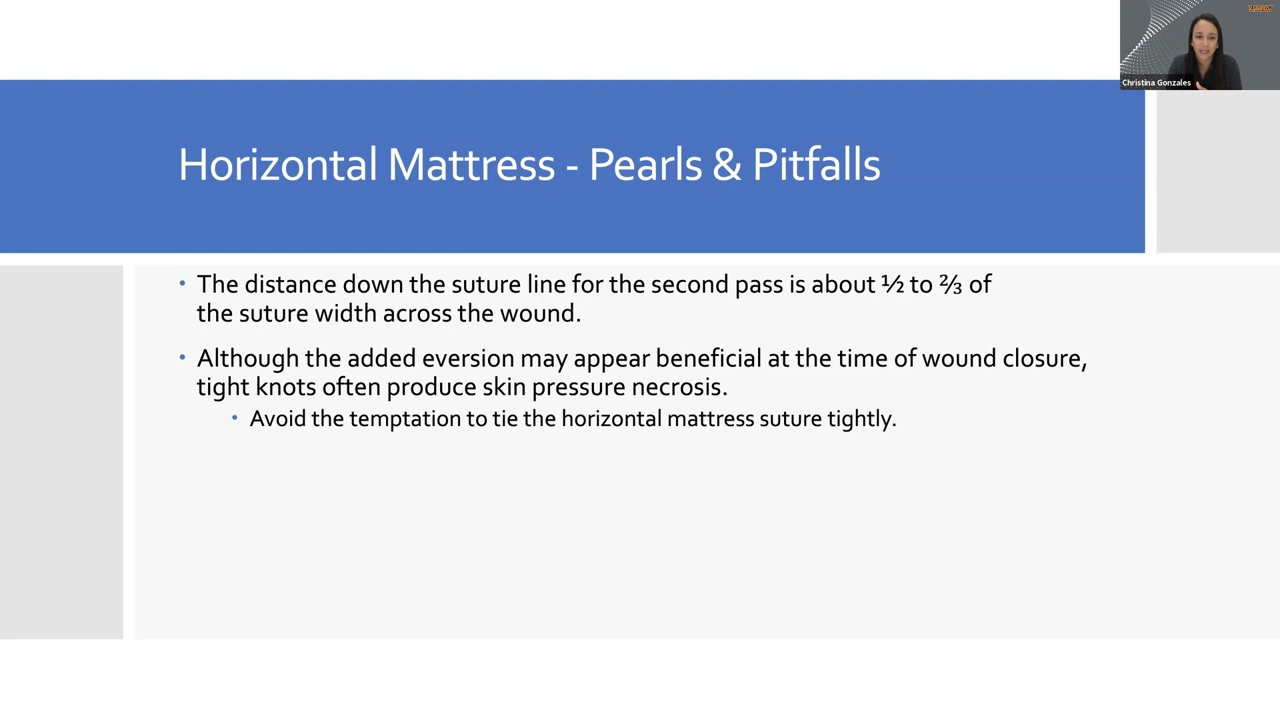 Christina Gonzales
Horizontal Mattress - Pearls & Pitfalls
• The distance down the suture line for the second pass is about ½ to ⅔ of
the suture width across the wound.
• Although the added eversion may appear beneficial at the time of wound closure,
tight knots often produce skin pressure necrosis.
• Avoid the temptation to tie the horizontal mattress suture tightly.